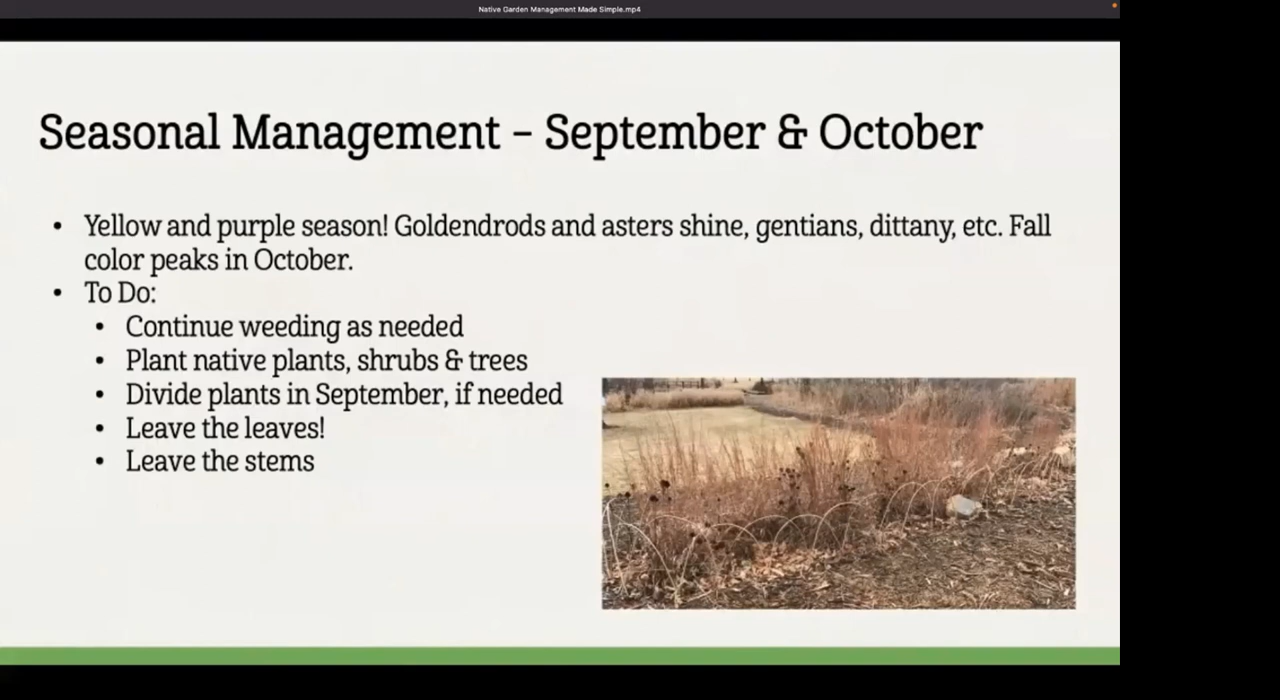 Native Garden Management Made Simple.mp4
Seasonal Management – September & October
• Yellow and purple season! Goldendrods and asters shine, gentians, dittany, etc. Fall
color peaks in October.
• To Do:
• Continue weeding as needed
• Plant native plants, shrubs & trees
• Divide plants in September, if needed
• Leave the leaves!
• Leave the stems